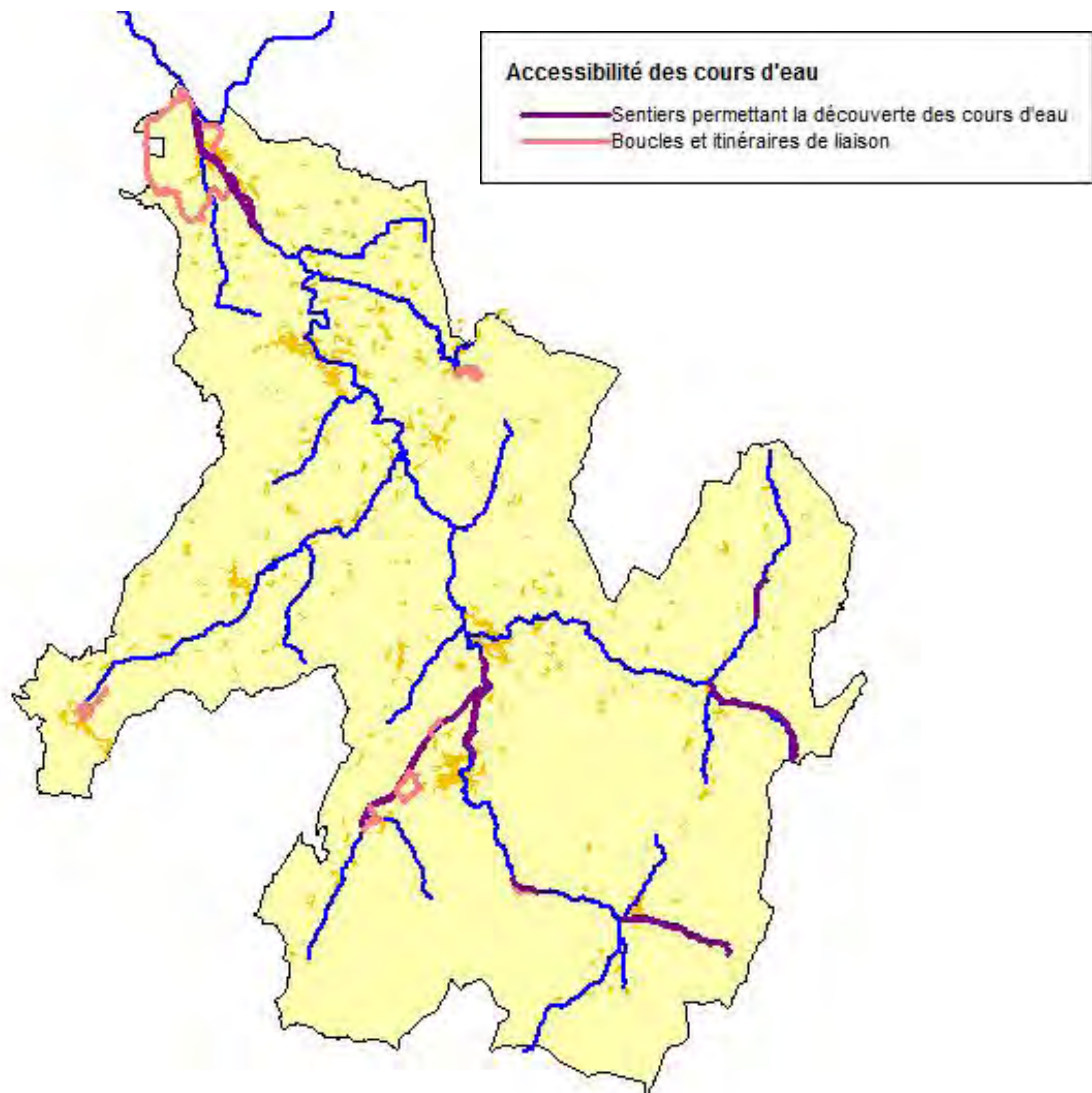 Accessibilité des cours d'eau
Sentiers permettant la découverte des cours d'eau
Boucles et itinéraires de liaison